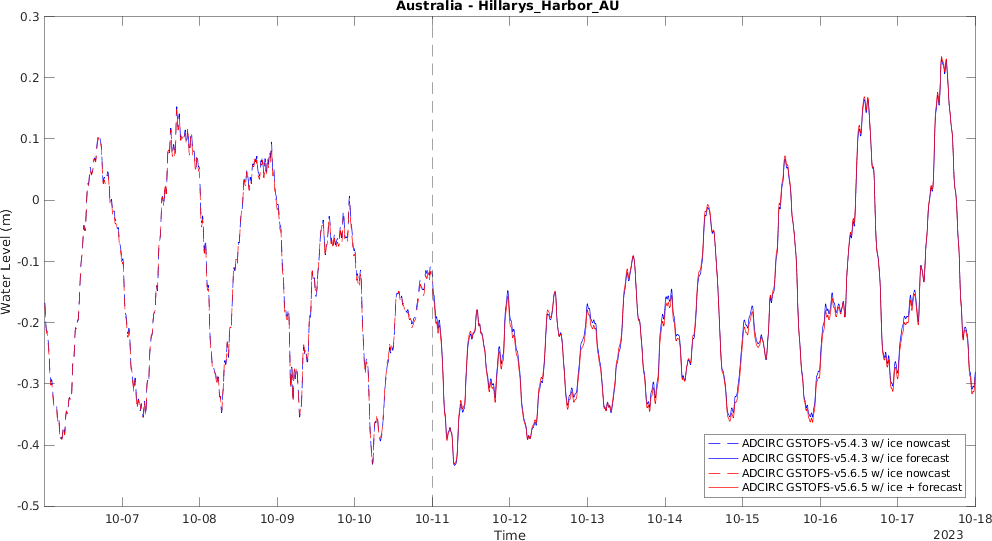 Australia - Hillarys_Harbor_AU
0.3
0.2
0.1
0
-0.1
-0.2
-0.3
-0.4
-0.5
Water Level (m)
ADCIRC GSTOFS-v5.4.3 w/ ice nowcast
ADCIRC GSTOFS-v5.4.3 w/ ice forecast
ADCIRC GSTOFS-v5.6.5 w/ ice nowcast
ADCIRC GSTOFS-v5.6.5 w/ ice + forecast
10-07 10-08 10-09 10-10 10-11 10-12 10-13 10-14 10-15 10-16 10-17 10-18
Time
2023